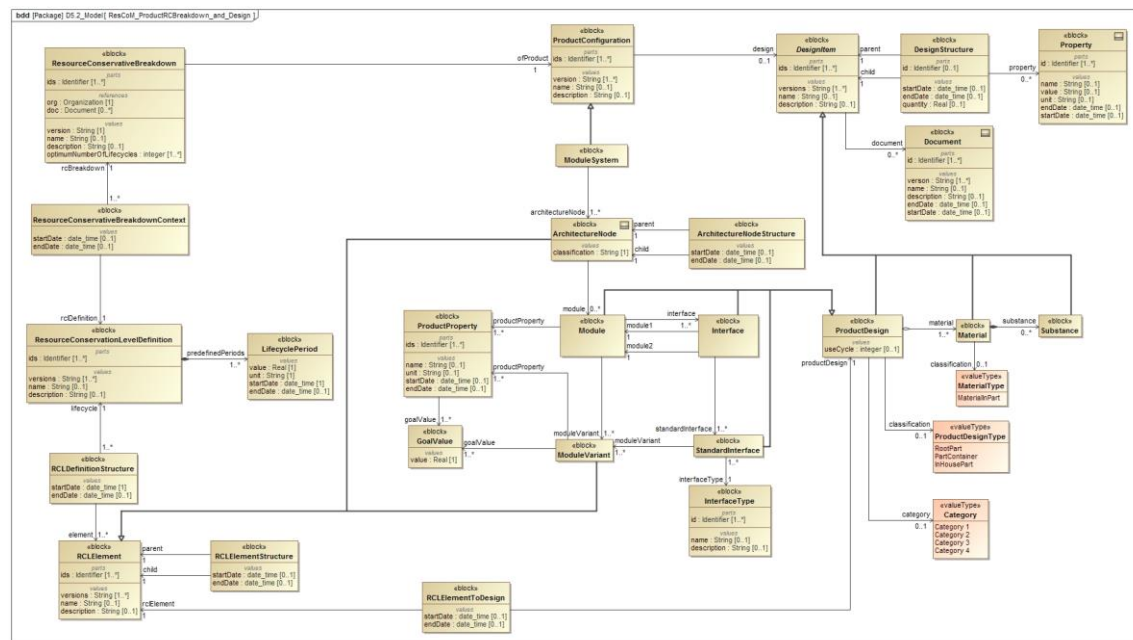 bdd [Package] D5.2_Model[ ResCoM_ProductRCBreakdown_and_Design ]
«block»
ResourceConservativeBreakdown
parts
ids : Identifier [1..*]
references
org : Organization [1]
doc : Document [0..*]
values
version : String [1]
name : String [0..1]
description : String [0..1]
optimumNumberOfLifecycles : integer [1..*]
rcBreakdown
1
1..*
ofProduct
1
«block»
ProductConfiguration
parts
ids : Identifier [1..*]
values
version : String [1..*]
name : String [0..1]
description : String [0..1]
design
0..1
«block»
DesignItem
parts
ids : Identifier [1..*]
values
versions : String [1..*]
name : String [0..1]
description : String [0..1]
parent
1
child
1
«block»
DesignStructure
parts
id : Identifier [0..1]
values
startDate : date_time [0..1]
endDate : date_time [0..1]
quantity : Real [0..1]
property
0..*
«block»
Property
parts
id : Identifier [1..*]
values
name : String [0..1]
value : String [0..1]
unit : String [0..1]
endDate : date_time [0..1]
startDate : date_time [0..1]
document
0..*
«block»
Document
parts
id : Identifier [1..*]
values
verson : String [1..*]
name : String [0..1]
description : String [0..1]
endDate : date_time [0..1]
startDate : date_time [0..1]
«block»
ModuleSystem
architectureNode
1..*
«block»
ResourceConservativeBreakdownContext
values
startDate : date_time [0..1]
endDate : date_time [0..1]
rclDefinition
1
«block»
ArchitectureNode
values
classification : String [1]
parent
1
child
1
«block»
ArchitectureNodeStructure
values
startDate : date_time [0..1]
endDate : date_time [0..1]
module
0..*
«block»
ResourceConservationLevelDefinition
parts
ids : Identifier [1..*]
values
versions : String [1..*]
name : String [0..1]
description : String [0..1]
predefinedPeriods
1..*
«block»
LifecyclePeriod
values
value : Real [1]
unit : String [1]
startDate : date_time [1]
endDate : date_time [0..1]
lifecycle
1
1..*
«block»
ProductProperty
parts
ids : Identifier [1..*]
values
name : String [0..1]
unit : String [0..1]
startDate : date_time [0..1]
endDate : date_time [0..1]
productProperty
1..*
productProperty
1..*
«block»
Module
interface
1..*
module1
1
module2
1
«block»
Interface
«block»
ProductDesign
values
useCycle : integer [0..1]
productDesign
1
material
1..*
«block»
Material
substance
0..*
«block»
Substance
classification
0..1
«valueType»
MaterialType
MaterialInPart
classification
0..1
«valueType»
ProductDesignType
RootPart
PartContainer
InHousePart
category
0..1
«valueType»
Category
Category 1
Category 2
Category 3
Category 4
goalValue
1..*
«block»
GoalValue
value : Real [1]
goalValue
1..*
moduleVariant
1..*
«block»
ModuleVariant
moduleVariant
1..*
standardInterface
1..*
«block»
StandardInterface
1..*
interfaceType
1
«block»
InterfaceType
parts
id : Identifier [1..*]
values
name : String [0..1]
description : String [0..1]
«block»
RCLDefinitionStructure
values
startDate : date_time [1]
endDate : date_time [0..1]
element
1..*
«block»
RCLElement
parts
ids : Identifier [1..*]
values
versions : String [1..*]
name : String [0..1]
description : String [0..1]
parent
1
child
1
«block»
RCLElementStructure
values
startDate : date_time [0..1]
endDate : date_time [0..1]
rclElement
1
«block»
RCLElementToDesign
values
startDate : date_time [0..1]
endDate : date_time [0..1]